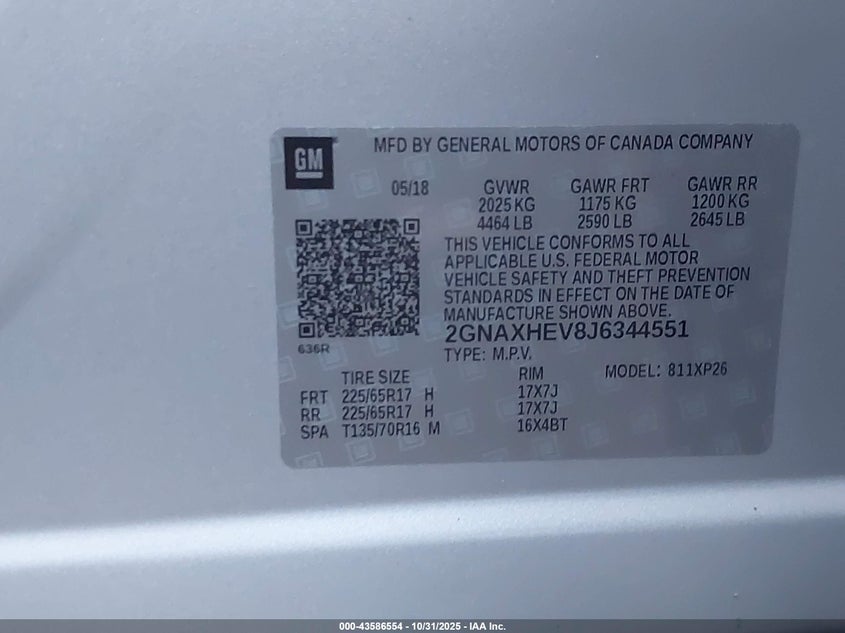 GM
MFD BY GENERAL MOTORS OF CANADA COMPANY
05/18 GVWR GAWR FRT GAWR RR
2025 KG 1175 KG 1200 KG
4464 LB 2590 LB 2645 LB
THIS VEHICLE CONFORMS TO ALL
APPLICABLE U.S. FEDERAL MOTOR
VEHICLE SAFETY AND THEFT PREVENTION
STANDARDS IN EFFECT ON THE DATE OF
MANUFACTURE SHOWN ABOVE.
636R
2GNAXHEV8J6344551
TYPE: M.P.V.
TIRE SIZE RIM MODEL: 811XP26
FRT 225/65R17 H 17X7J
RR 225/65R17 H 17X7J
SPA T135/70R16 M 16X4BT
000-43586554 - 10/31/2025 - IAA Inc.